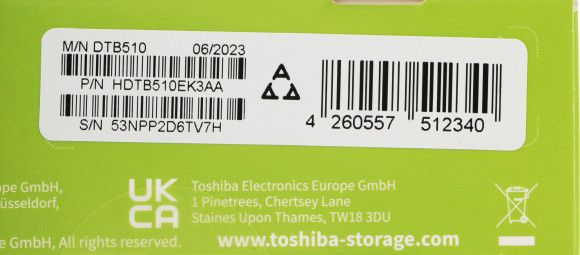 M/N DTB510 06/2023
P/N HDTB510EK3AA
S/N 53NPP2D6TV7H
4 260557 512340
ope GmbH,
üsseldorf,
e GmbH, All rights reserved.
UK
CA
Toshiba Electronics Europe GmbH
1 Pinetrees, Chertsey Lane
Staines Upon Thames, TW18 3DU
www.toshiba-storage.com